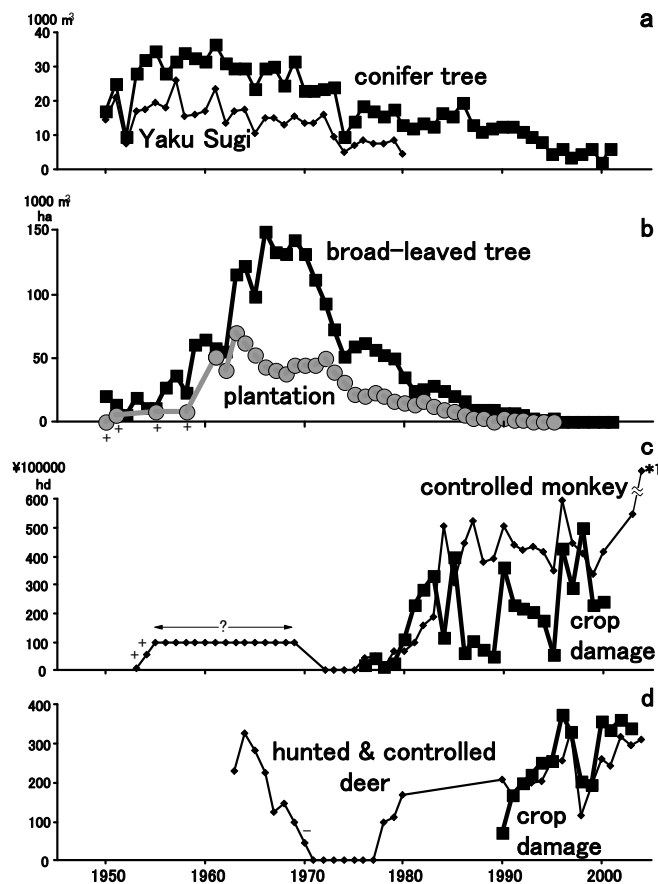 1000 m³
a
40
30
20
10
0
conifer tree
Yaku Sugi
1000 m³
ha
b
150
100
50
0
broad-leaved tree
plantation
+
+
+
+
c
¥100000
hd
600
500
400
300
200
100
0
controlled monkey
*1
+
+
?
crop
damage
d
400
300
200
100
0
hunted & controlled
deer
–
crop
damage
1950
1960
1970
1980
1990
2000